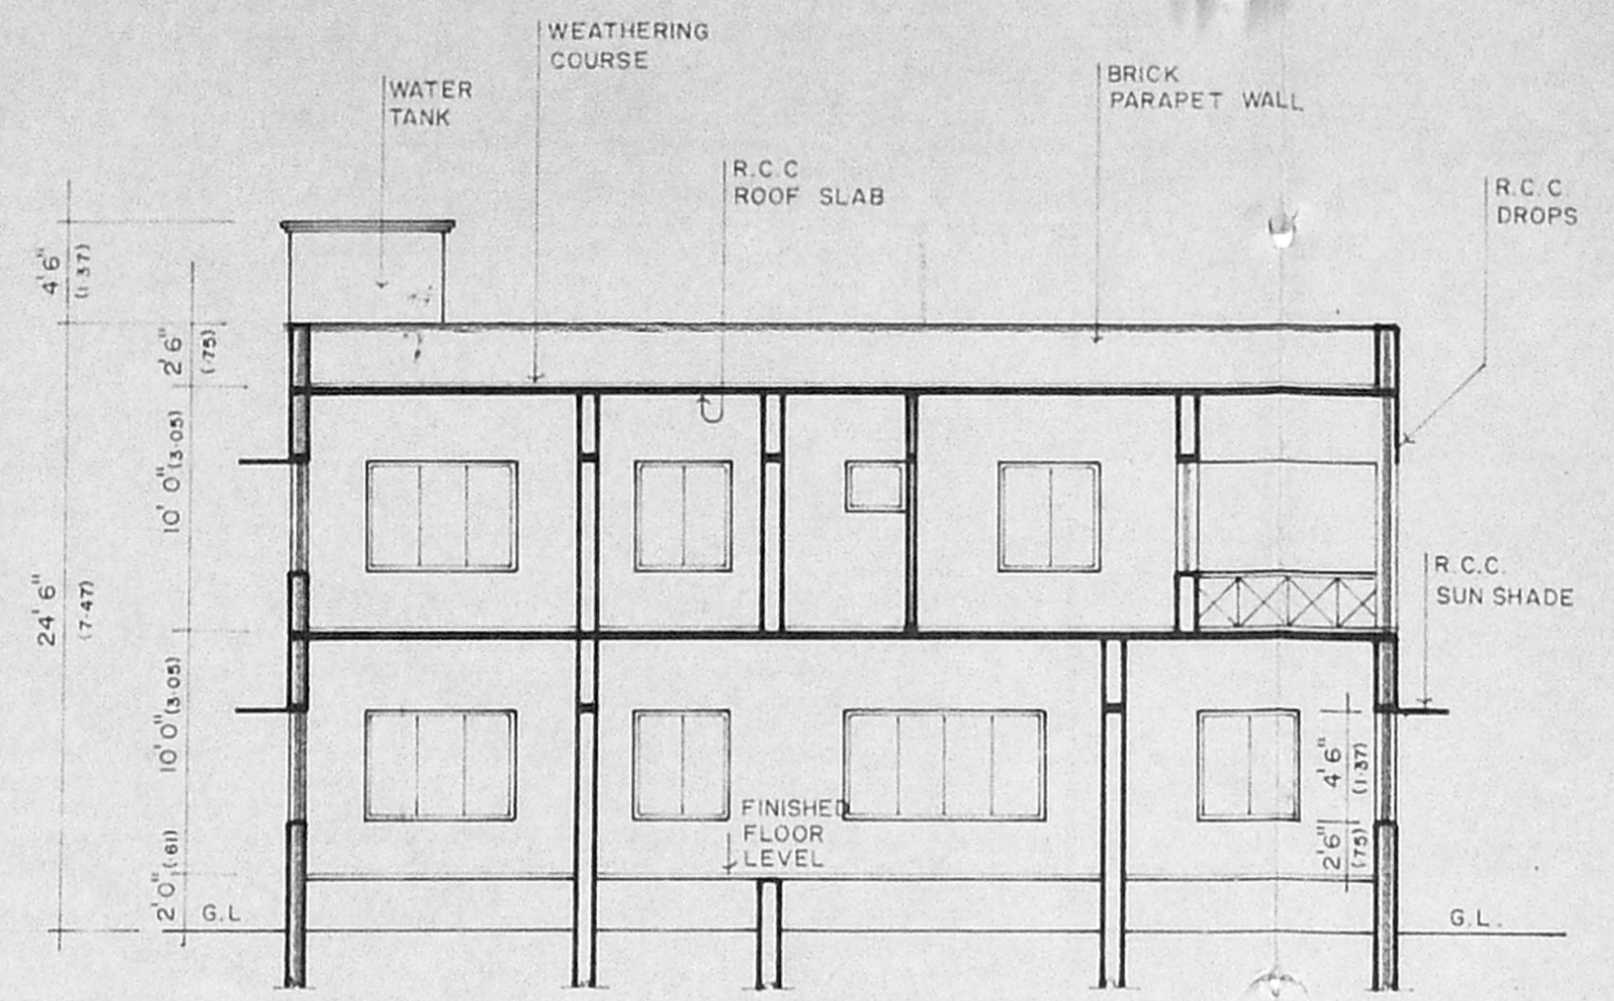 WEATHERING
COURSE
WATER
TANK
BRICK
PARAPET WALL
R.C.C
ROOF SLAB
R.C.C.
DROPS
4'6"
(1·37)
2'6"
(·75)
10' 0" (3·05)
24' 6"
(7·47)
R.C.C.
SUN SHADE
10' 0" (3·05)
4'6"
(1·37)
2'6"
(·75)
FINISHED
FLOOR
LEVEL
2'0" (·61)
G.L
G.L.